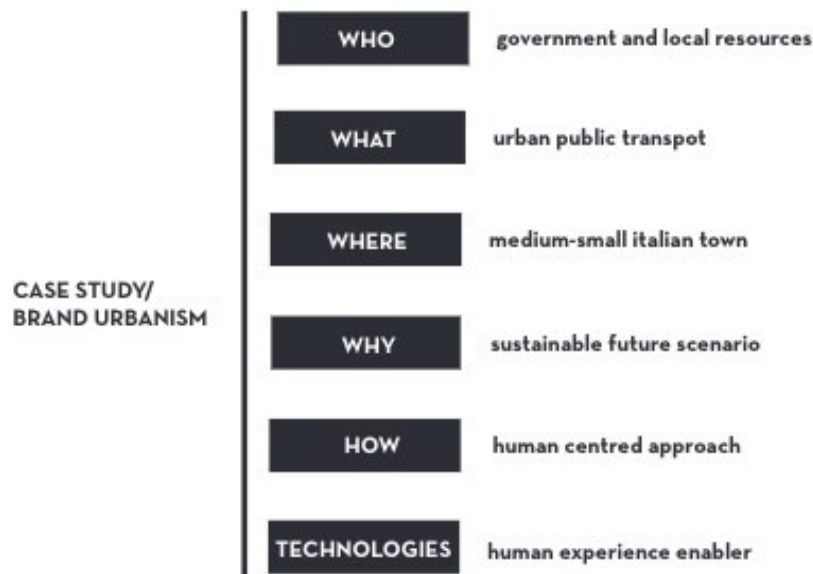 CASE STUDY/
BRAND URBANISM
WHO government and local resources
WHAT urban public transpot
WHERE medium-small italian town
WHY sustainable future scenario
HOW human centred approach
TECHNOLOGIES human experience enabler